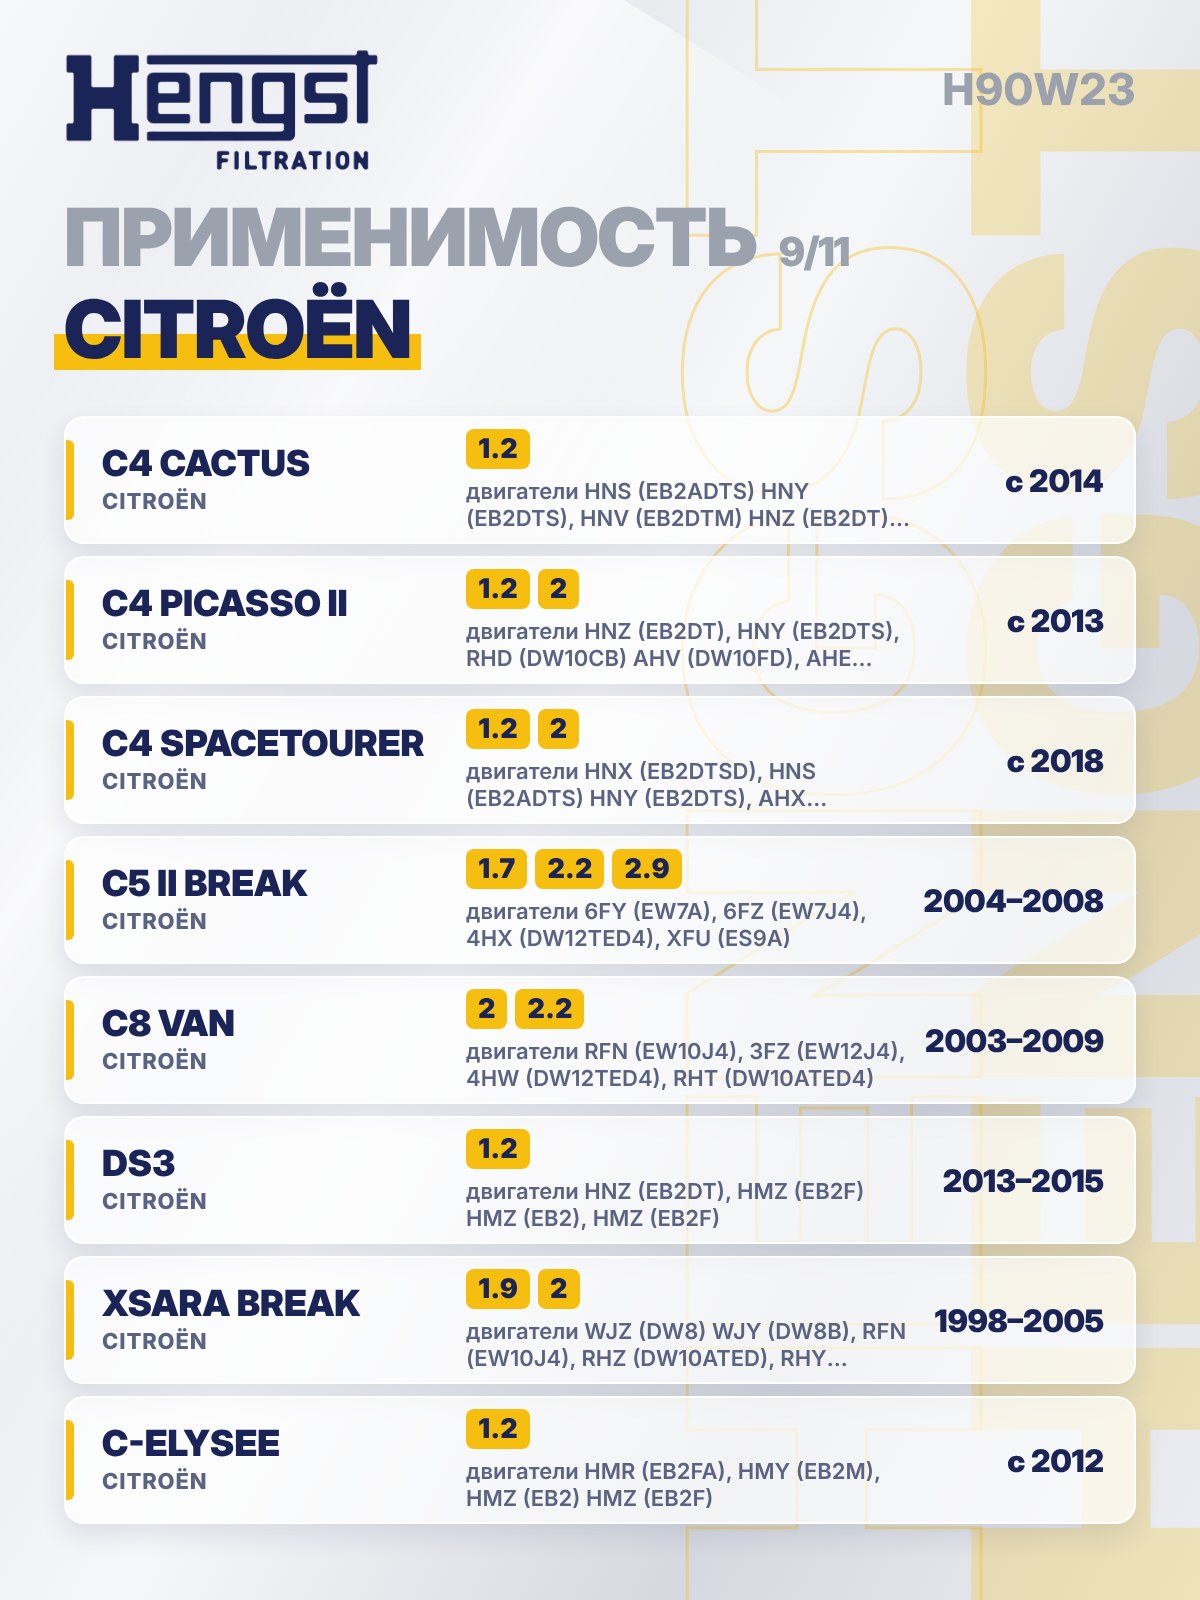 Hengst
FILTRATION
H90W23
ПРИМЕНИМОСТЬ 9/11
CITROËN
C4 CACTUS
CITROËN
1.2
двигатели HNS (EB2ADTS) HNY
(EB2DTS), HNV (EB2DTM) HNZ (EB2DT)...
с 2014
C4 PICASSO II
CITROËN
1.2 2
двигатели HNZ (EB2DT), HNY (EB2DTS),
RHD (DW10CB) AHV (DW10FD), AHE...
с 2013
C4 SPACETOURER
CITROËN
1.2 2
двигатели HNX (EB2DTSD), HNS
(EB2ADTS) HNY (EB2DTS), AHX...
с 2018
C5 II BREAK
CITROËN
1.7 2.2 2.9
двигатели 6FY (EW7A), 6FZ (EW7J4),
4HX (DW12TED4), XFU (ES9A)
2004–2008
C8 VAN
CITROËN
2 2.2
двигатели RFN (EW10J4), 3FZ (EW12J4),
4HW (DW12TED4), RHT (DW10ATED4)
2003–2009
DS3
CITROËN
1.2
двигатели HNZ (EB2DT), HMZ (EB2F)
HMZ (EB2), HMZ (EB2F)
2013–2015
XSARA BREAK
CITROËN
1.9 2
двигатели WJZ (DW8) WJY (DW8B), RFN
(EW10J4), RHZ (DW10ATED), RHY...
1998–2005
C-ELYSEE
CITROËN
1.2
двигатели HMR (EB2FA), HMY (EB2M),
HMZ (EB2) HMZ (EB2F)
с 2012